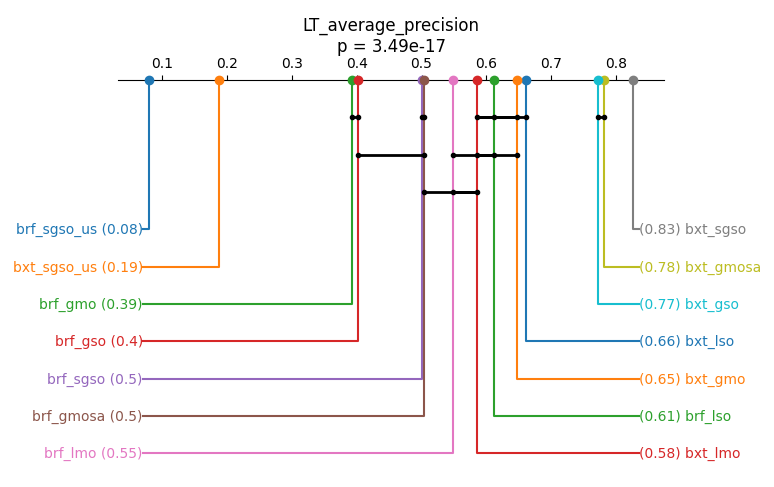 LT_average_precision
p = 3.49e-17
0.1 0.2 0.3 0.4 0.5 0.6 0.7 0.8
brf_sgso_us (0.08) (0.83) bxt_sgso
bxt_sgso_us (0.19) (0.78) bxt_gmosa
brf_gmo (0.39) (0.77) bxt_gso
brf_gso (0.4) (0.66) bxt_lso
brf_sgso (0.5) (0.65) bxt_gmo
brf_gmosa (0.5) (0.61) brf_lso
brf_lmo (0.55) (0.58) bxt_lmo